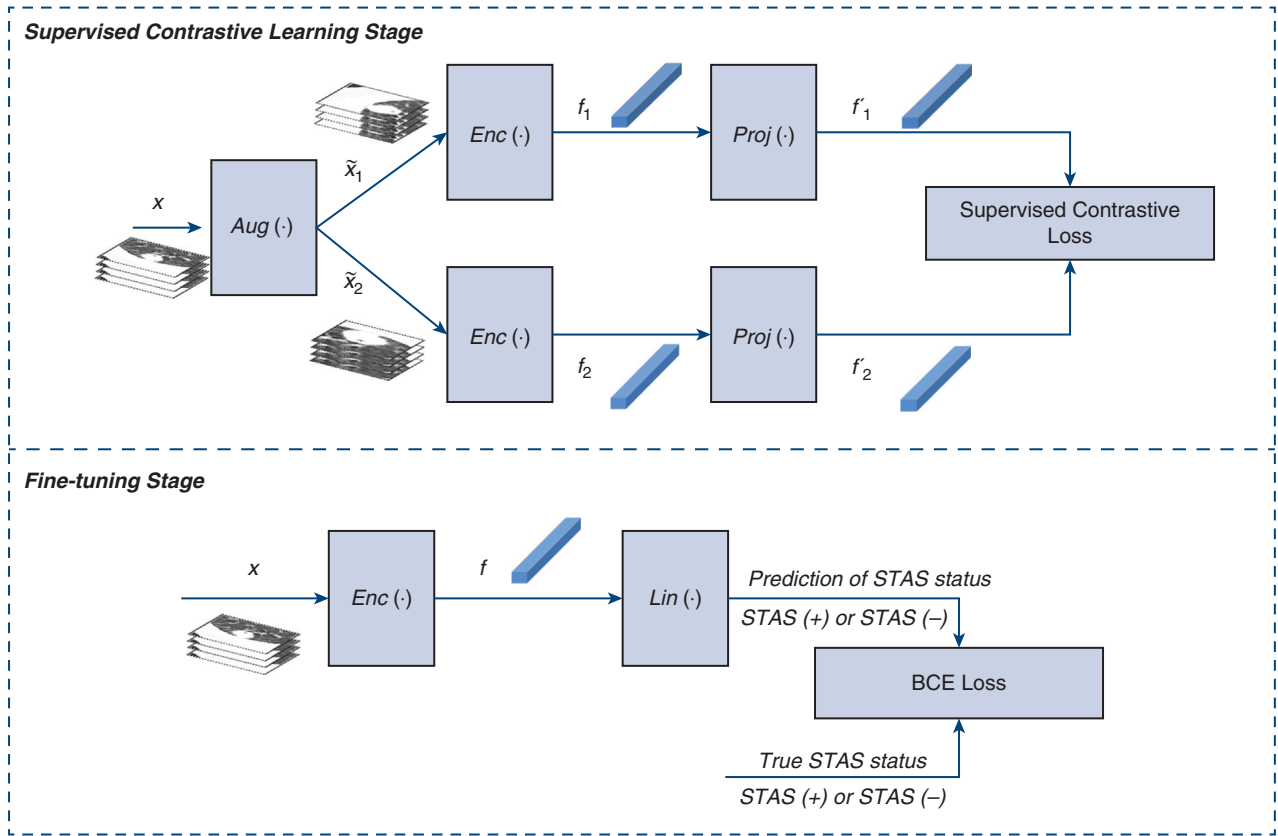 Supervised Contrastive Learning Stage
x
Aug (·)
x̃1
x̃2
Enc (·)
f1
Proj (·)
f′1
Supervised Contrastive
Loss
Enc (·)
f2
Proj (·)
f′2
Fine-tuning Stage
x
Enc (·)
f
Lin (·)
Prediction of STAS status
STAS (+) or STAS (–)
BCE Loss
True STAS status
STAS (+) or STAS (–)